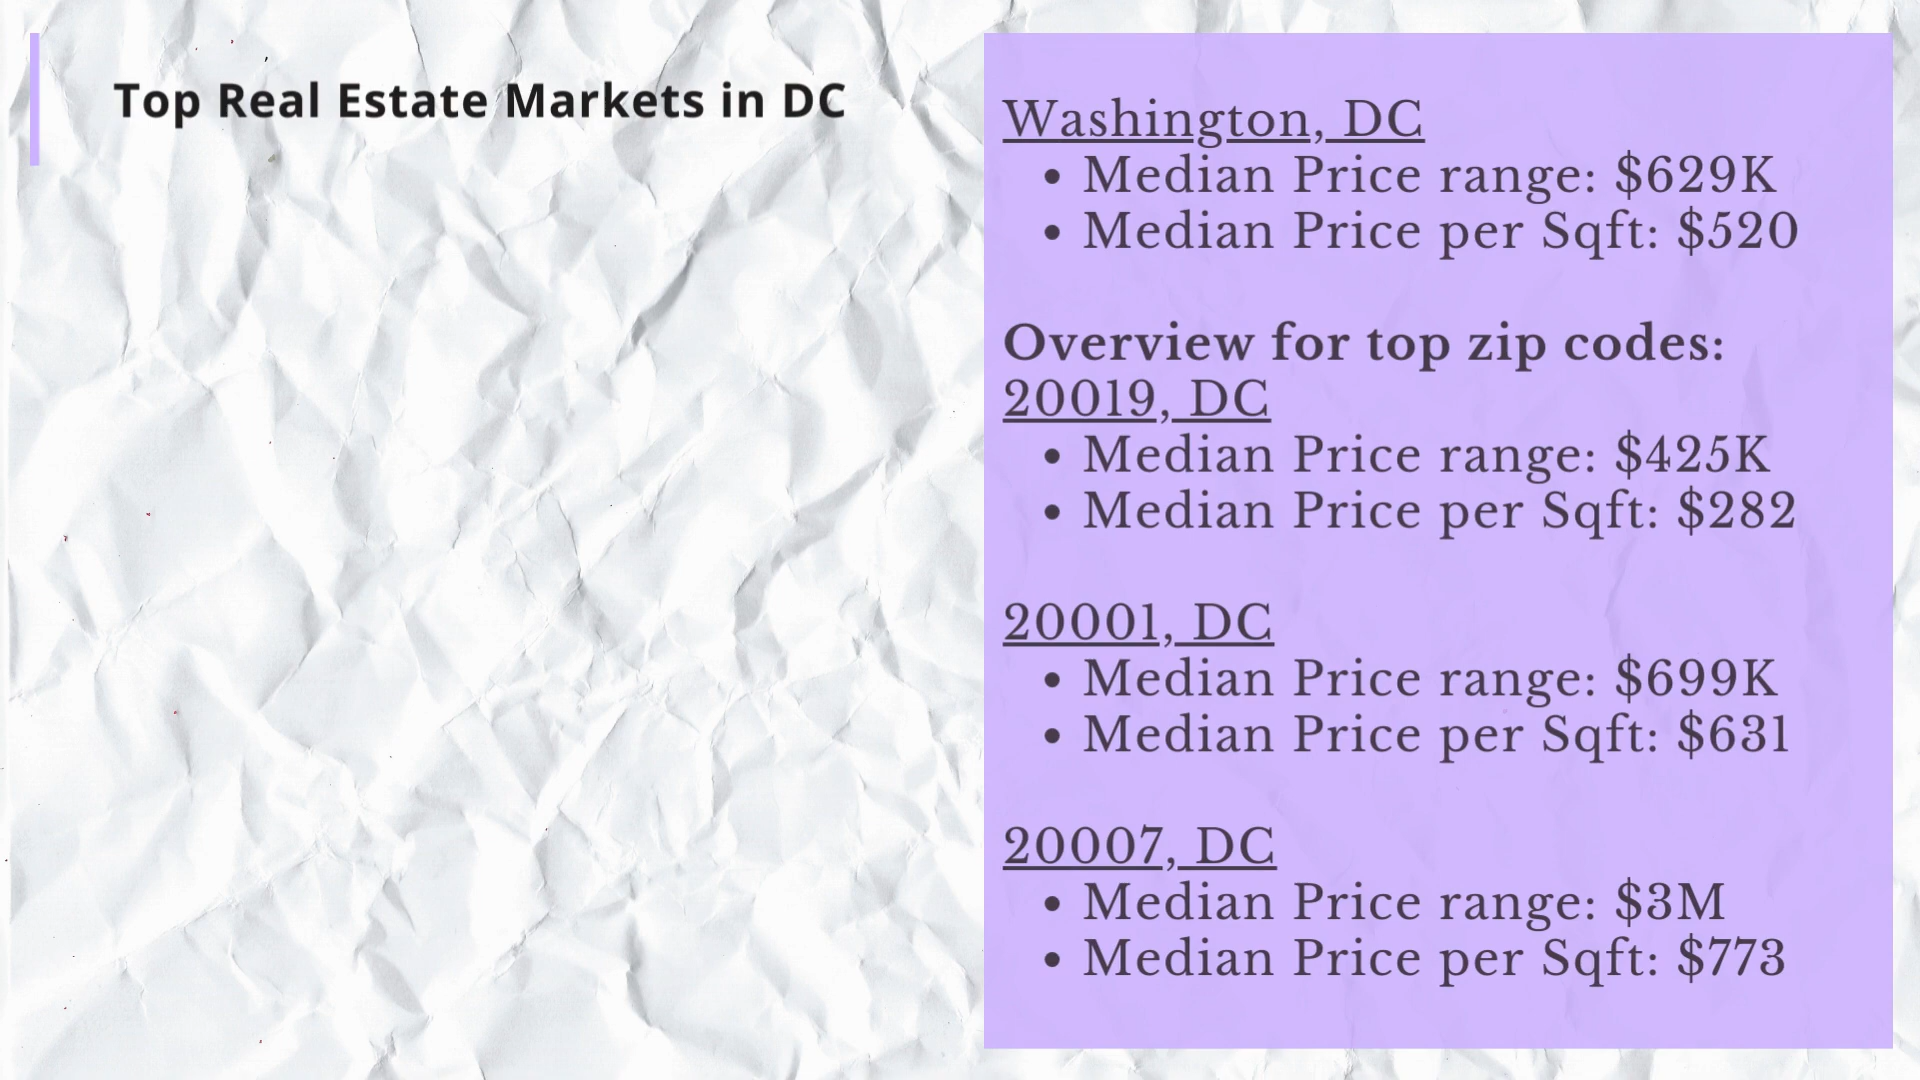 Top Real Estate Markets in DC
Washington, DC
• Median Price range: $629K
• Median Price per Sqft: $520
Overview for top zip codes:
20019, DC
• Median Price range: $425K
• Median Price per Sqft: $282
20001, DC
• Median Price range: $699K
• Median Price per Sqft: $631
20007, DC
• Median Price range: $3M
• Median Price per Sqft: $773